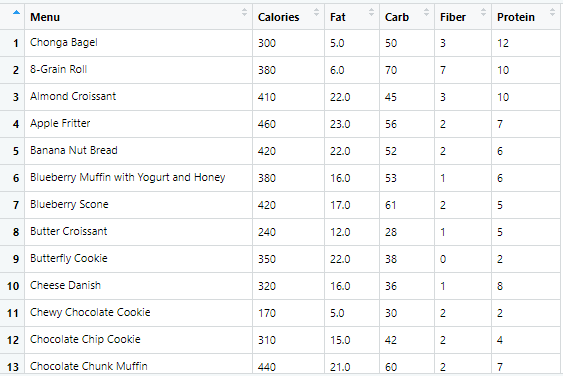 Menu Calories Fat Carb Fiber Protein
1 Chonga Bagel 300 5.0 50 3 12
2 8-Grain Roll 380 6.0 70 7 10
3 Almond Croissant 410 22.0 45 3 10
4 Apple Fritter 460 23.0 56 2 7
5 Banana Nut Bread 420 22.0 52 2 6
6 Blueberry Muffin with Yogurt and Honey 380 16.0 53 1 6
7 Blueberry Scone 420 17.0 61 2 5
8 Butter Croissant 240 12.0 28 1 5
9 Butterfly Cookie 350 22.0 38 0 2
10 Cheese Danish 320 16.0 36 1 8
11 Chewy Chocolate Cookie 170 5.0 30 2 2
12 Chocolate Chip Cookie 310 15.0 42 2 4
13 Chocolate Chunk Muffin 440 21.0 60 2 7